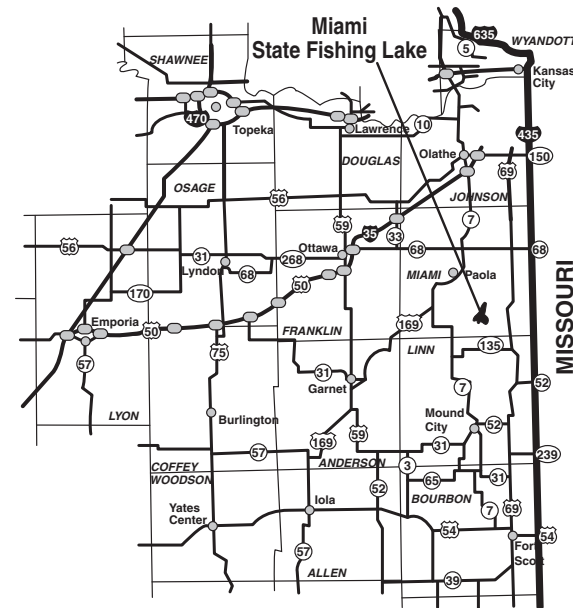 Miami
State Fishing Lake
635
WYANDOTT
5
SHAWNEE
Kansas
City
470
Topeka
Lawrence
10
435
Olathe
150
DOUGLAS
69
OSAGE
56
JOHNSON
59
7
35
33
56
31
Ottawa
68
68
268
Lyndon
68
MIAMI
Paola
170
50
MISSOURI
Emporia
50
FRANKLIN
169
75
LINN
135
57
31
Garnet
7
52
LYON
Burlington
Mound
City
52
169
59
31
57
ANDERSON
239
COFFEY
3
WOODSON
52
65
31
BOURBON
Yates
Center
Iola
7
69
54
54
Fort
Scott
57
ALLEN
39